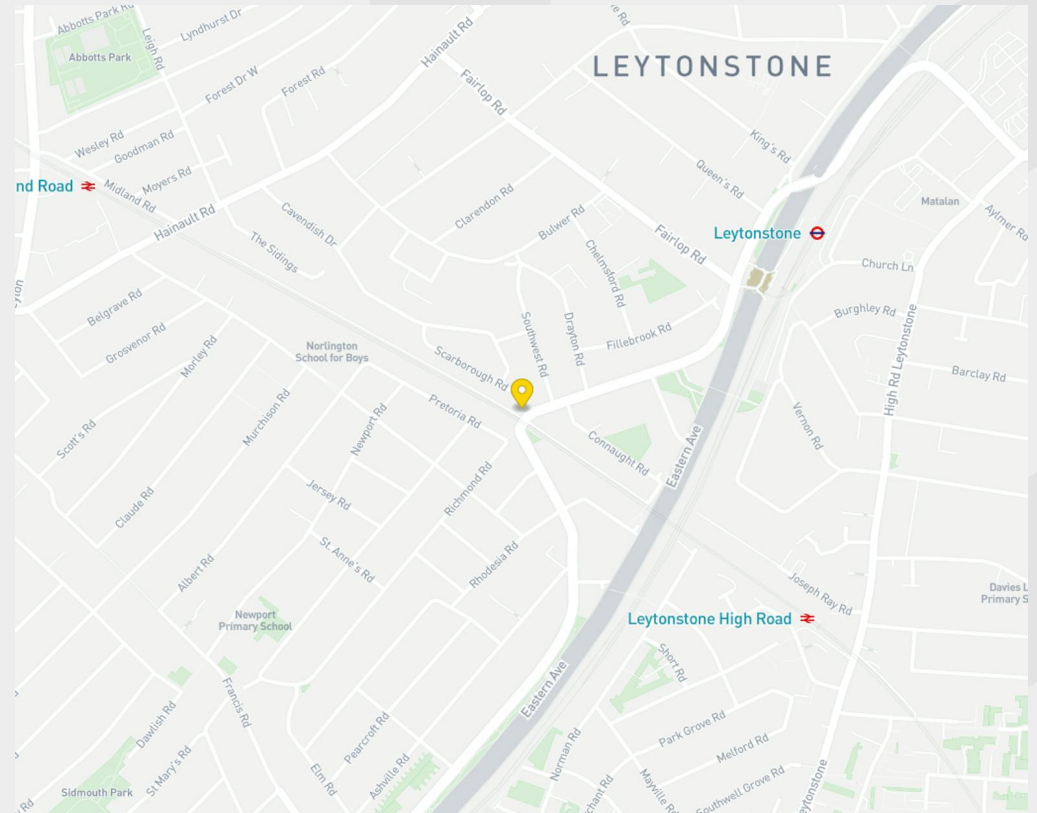 Abbotts Park Rd
Lyndhurst Dr
Hainault Rd
Leigh Rd
Abbotts Park
LEYTONSTONE
Forest Dr W
Forest Rd
Fairlop Rd
Wesley Rd
Goodman Rd
King's Rd
Queen's Rd
nd Road
Midland Rd
Moyers Rd
Hainault Rd
Clarendon Rd
Matalan
Cavendish Dr
Bulwer Rd
Fairlop Rd
Leytonstone
Aylmer Rd
The Sidings
Chelmsford Rd
Church Ln
Belgrave Rd
Burghley Rd
Grosvenor Rd
Morley Rd
Norlington
School for Boys
Southwest Rd
Drayton Rd
Fillebrook Rd
High Rd Leytonstone
Scarborough Rd
Barclay Rd
Murchison Rd
Newport Rd
Pretoria Rd
Vernon Rd
Scott's Rd
Connaught Rd
Eastern Ave
Claude Rd
Jersey Rd
Richmond Rd
St. Anne's Rd
Albert Rd
Rhodesia Rd
Joseph Ray Rd
Davies L
Primary S
Newport
Primary School
Leytonstone High Road
Short Rd
Eastern Ave
Francis Rd
Dawlish Rd
Pearcroft Rd
Park Grove Rd
Melford Rd
St Mary's Rd
Elm Rd
Ashville Rd
Norman Rd
Mayville Rd
Southwell Grove Rd
Sidmouth Park
chant Rd
eytonstone